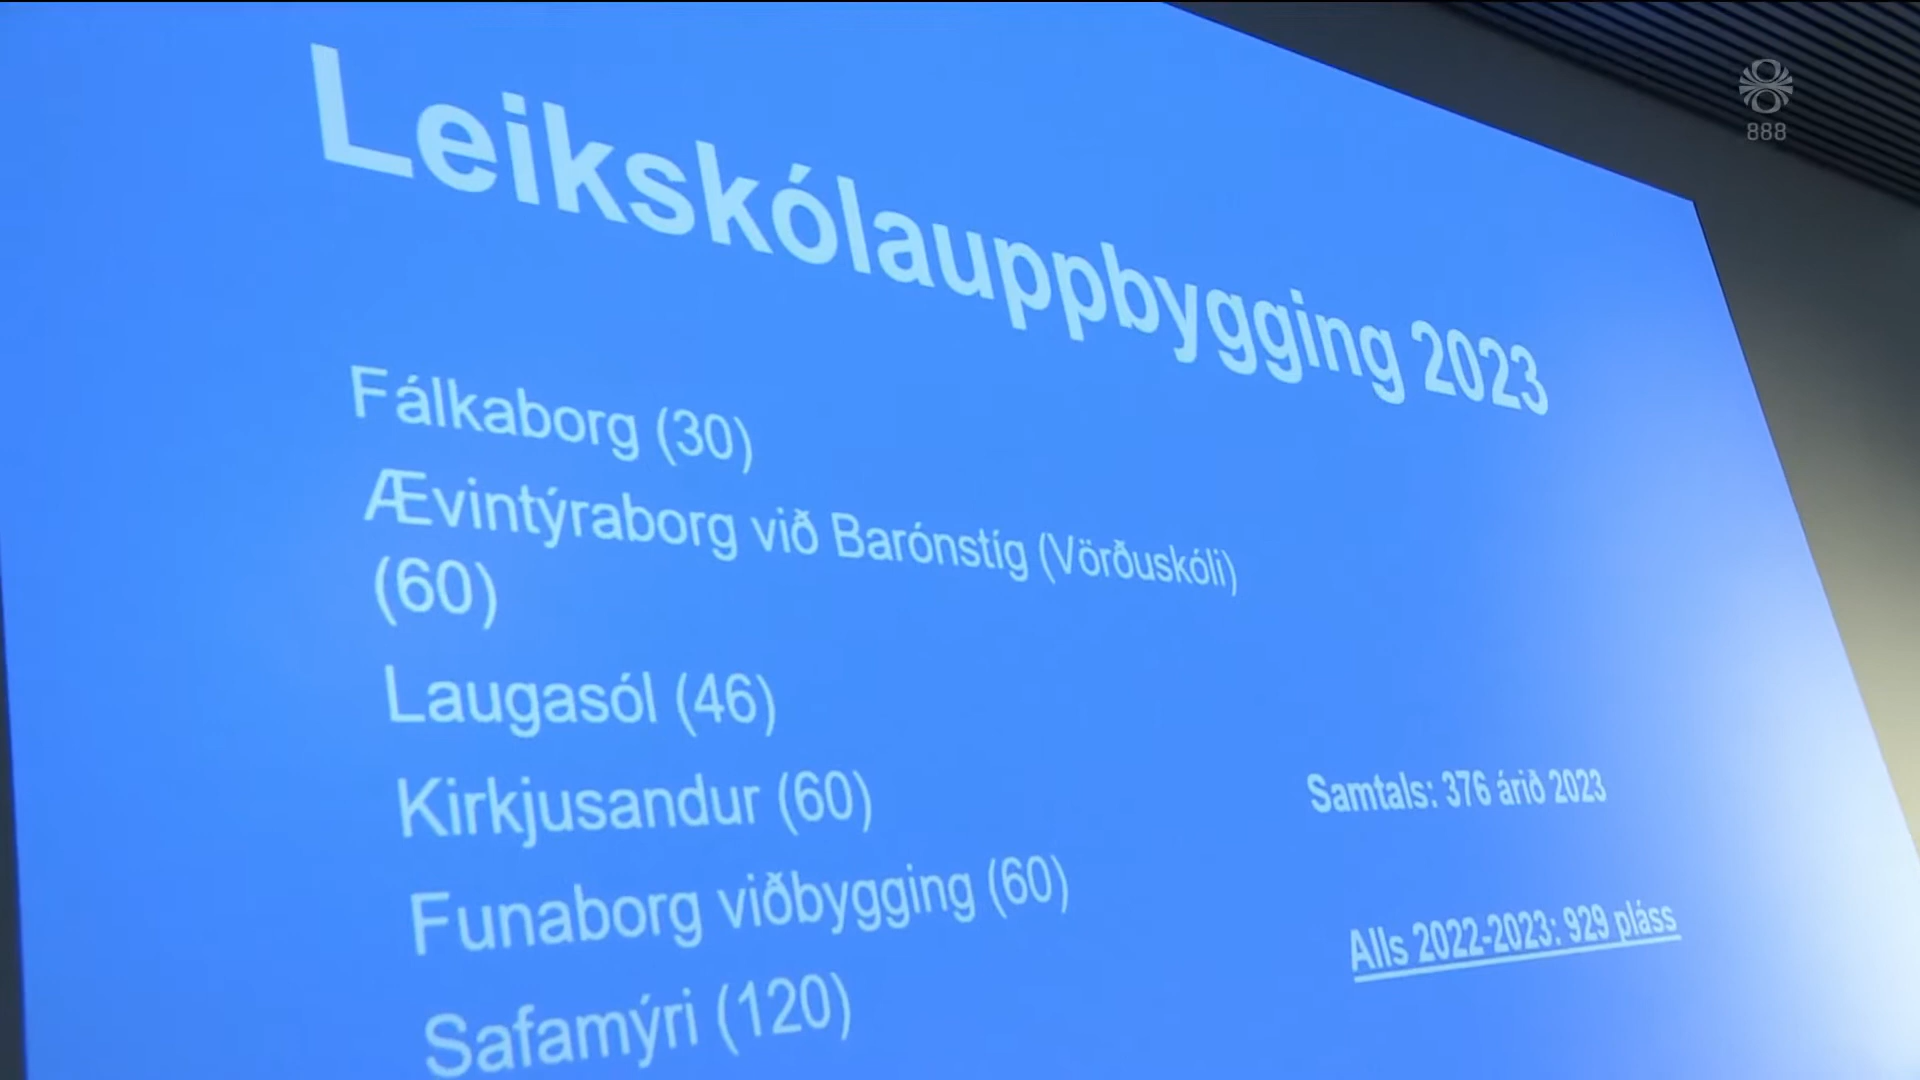 Leikskólauppbygging 2023
Fálkaborg (30)
Ævintýraborg við Barónstíg (Vörðuskóli)
(60)
Laugasól (46)
Kirkjusandur (60)
Funaborg viðbygging (60)
Safamýri (120)
Samtals: 376 árið 2023
Alls 2022-2023: 929 pláss
888